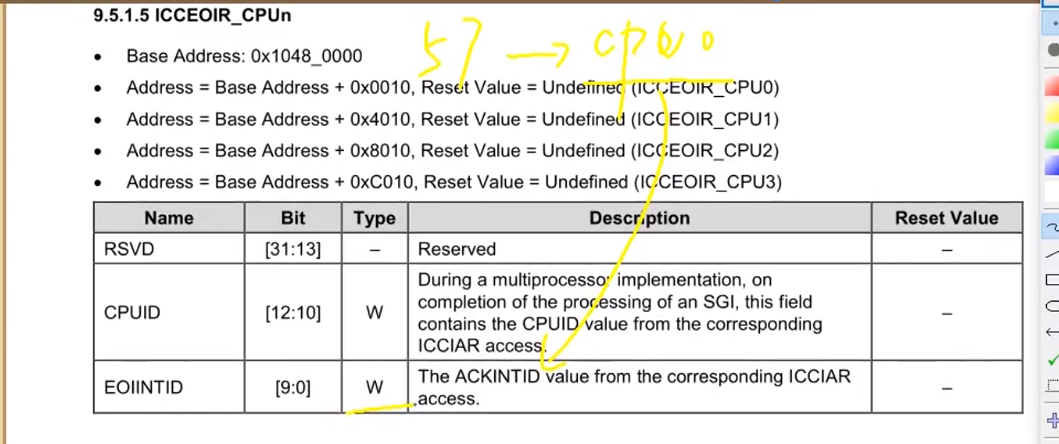 9.5.1.5 ICCEOIR_CPUn
57 → cpu0
• Base Address: 0x1048_0000
• Address = Base Address + 0x0010, Reset Value = Undefined (ICCEOIR_CPU0)
• Address = Base Address + 0x4010, Reset Value = Undefined (ICCEOIR_CPU1)
• Address = Base Address + 0x8010, Reset Value = Undefined (ICCEOIR_CPU2)
• Address = Base Address + 0xC010, Reset Value = Undefined (ICCEOIR_CPU3)
Name Bit Type Description Reset Value
RSVD [31:13] – Reserved –
CPUID [12:10] W During a multiprocessor implementation, on
completion of the processing of an SGI, this field
contains the CPUID value from the corresponding
ICCIAR access. –
EOIINTID [9:0] W The ACKINTID value from the corresponding ICCIAR
access. –